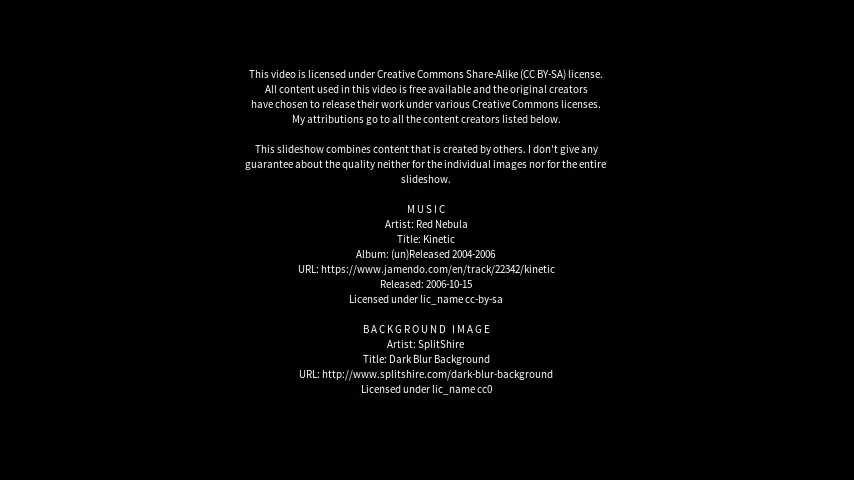 This video is licensed under Creative Commons Share-Alike (CC BY-SA) license.
All content used in this video is free available and the original creators
have chosen to release their work under various Creative Commons licenses.
My attributions go to all the content creators listed below.
This slideshow combines content that is created by others. I don't give any
guarantee about the quality neither for the individual images nor for the entire
slideshow.
MUSIC
Artist: Red Nebula
Title: Kinetic
Album: (un)Released 2004-2006
URL: https://www.jamendo.com/en/track/22342/kinetic
Released: 2006-10-15
Licensed under lic_name cc-by-sa
BACKGROUND IMAGE
Artist: SplitShire
Title: Dark Blur Background
URL: http://www.splitshire.com/dark-blur-background
Licensed under lic_name cc0